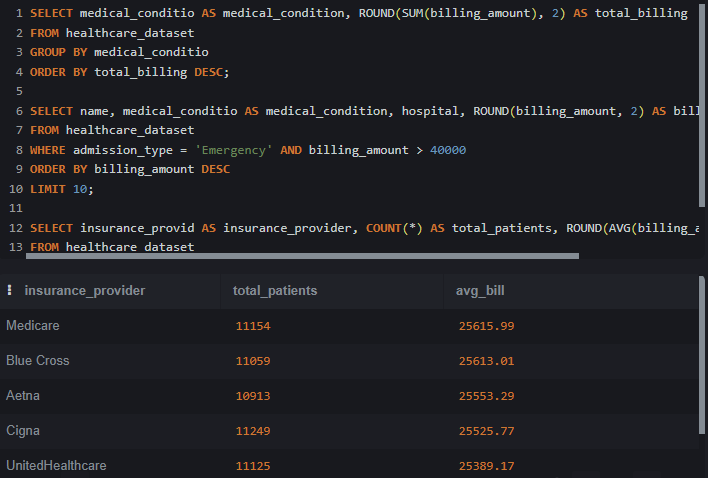 1 SELECT medical_conditio AS medical_condition, ROUND(SUM(billing_amount), 2) AS total_billing
2 FROM healthcare_dataset
3 GROUP BY medical_conditio
4 ORDER BY total_billing DESC;
5
6 SELECT name, medical_conditio AS medical_condition, hospital, ROUND(billing_amount, 2) AS bill
7 FROM healthcare_dataset
8 WHERE admission_type = 'Emergency' AND billing_amount > 40000
9 ORDER BY billing_amount DESC
10 LIMIT 10;
11
12 SELECT insurance_provid AS insurance_provider, COUNT(*) AS total_patients, ROUND(AVG(billing_a
13 FROM healthcare_dataset
insurance_provider total_patients avg_bill
Medicare 11154 25615.99
Blue Cross 11059 25613.01
Aetna 10913 25553.29
Cigna 11249 25525.77
UnitedHealthcare 11125 25389.17